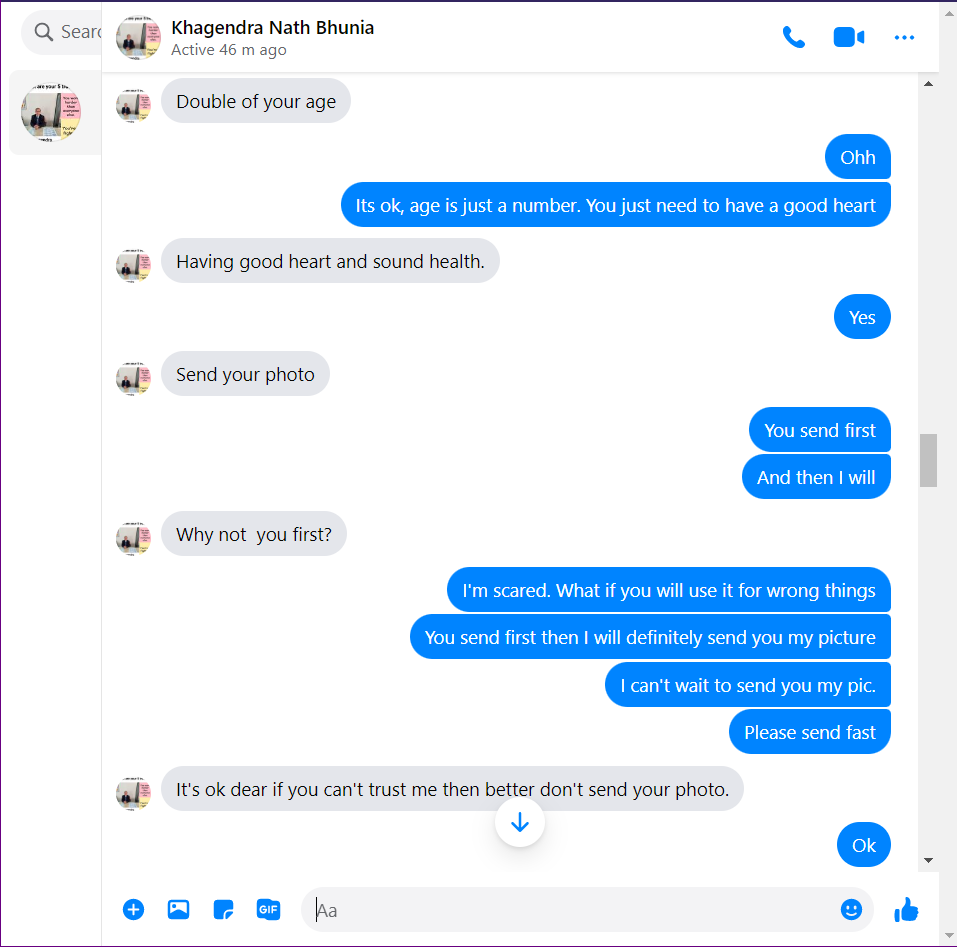 Searc
Khagendra Nath Bhunia
Active 46 m ago
Double of your age
Ohh
Its ok, age is just a number. You just need to have a good heart
Having good heart and sound health.
Yes
Send your photo
You send first
And then I will
Why not  you first?
I'm scared. What if you will use it for wrong things
You send first then I will definitely send you my picture
I can't wait to send you my pic.
Please send fast
It's ok dear if you can't trust me then better don't send your photo.
Ok
GIF
Aa